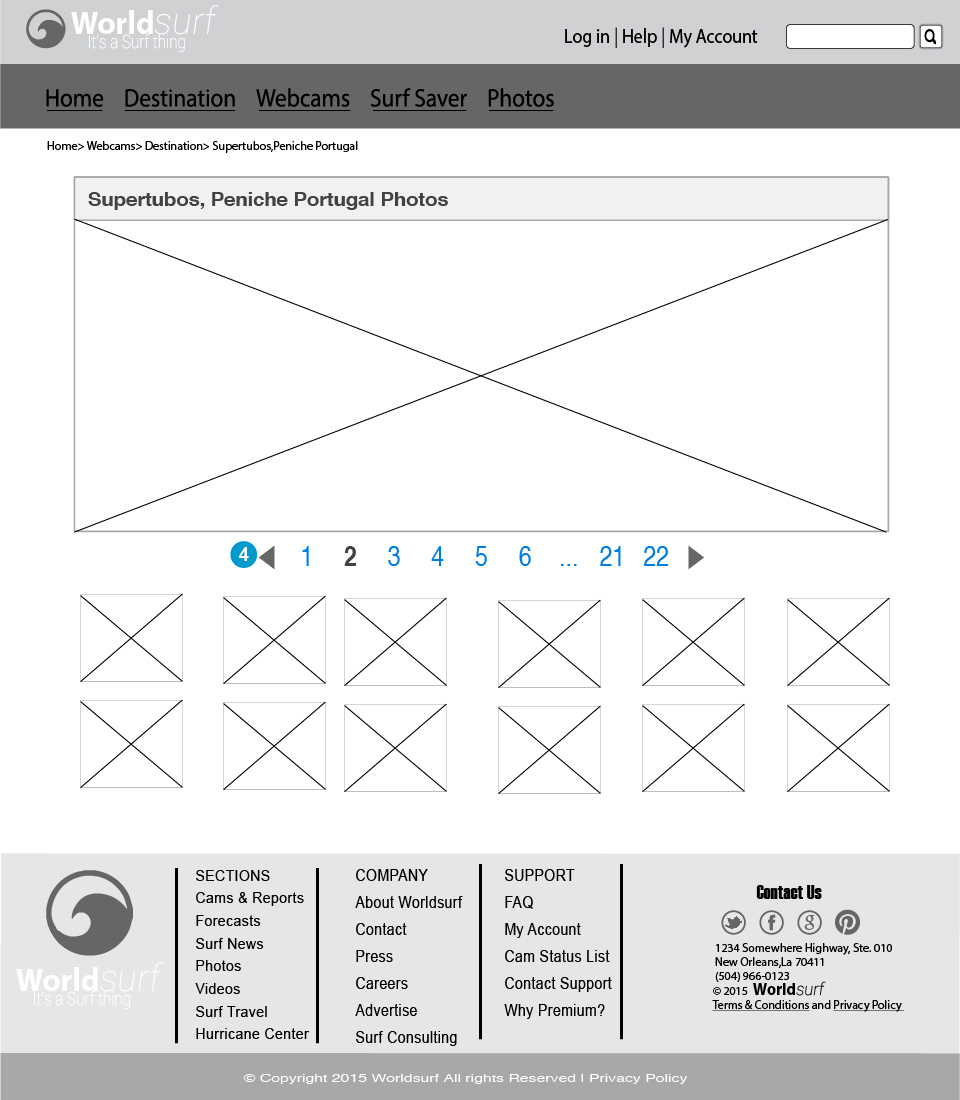 Worldsurf
It's a Surf thing
Log in | Help | My Account
Home Destination Webcams Surf Saver Photos
Home> Webcams> Destination> Supertubos,Peniche Portugal
Supertubos, Peniche Portugal Photos
4 1 2 3 4 5 6 ... 21 22
Worldsurf
It's a Surf thing
SECTIONS
Cams & Reports
Forecasts
Surf News
Photos
Videos
Surf Travel
Hurricane Center
COMPANY
About Worldsurf
Contact
Press
Careers
Advertise
Surf Consulting
SUPPORT
FAQ
My Account
Cam Status List
Contact Support
Why Premium?
Contact Us
1234 Somewhere Highway, Ste. 010
New Orleans,La 70411
(504) 966-0123
© 2015 Worldsurf
Terms & Conditions and Privacy Policy
© Copyright 2015 Worldsurf All rights Reserved | Privacy Policy